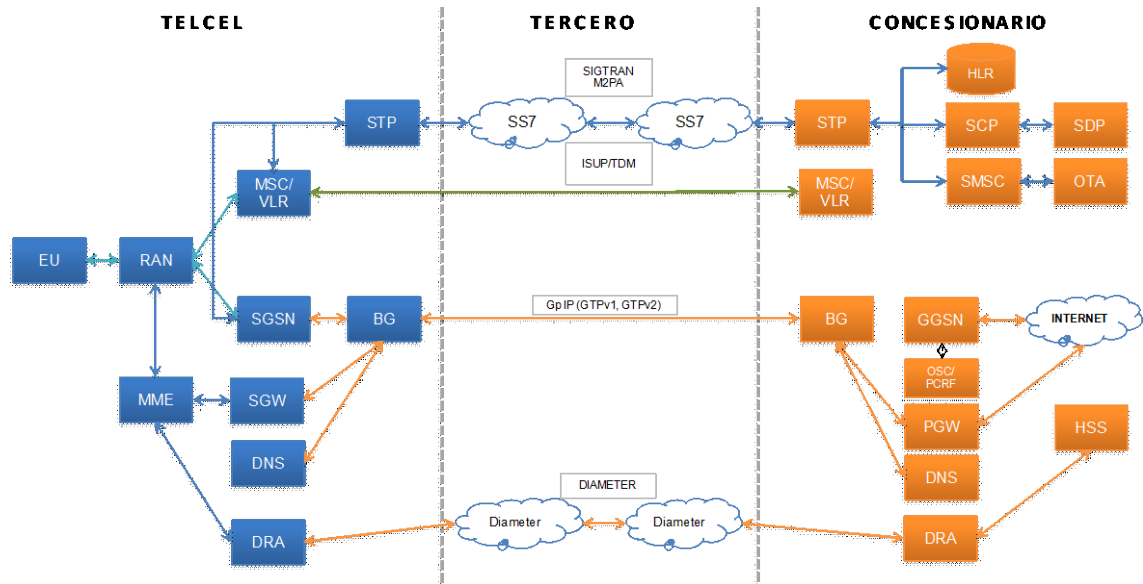 TELCEL
TERCERO
CONCESIONARIO
SIGTRAN
M2PA
HLR
STP
SS7
SS7
STP
SCP
SDP
ISUP/TDM
MSC/
VLR
MSC/
VLR
SMSC
OTA
EU
RAN
SGSN
BG
Gp IP (GTPv1, GTPv2)
BG
GGSN
INTERNET
OSC/
PCRF
MME
SGW
PGW
HSS
DNS
DNS
DIAMETER
Diameter
Diameter
DRA
DRA